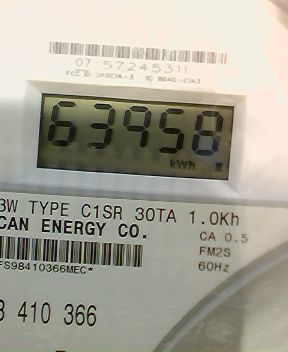 07 57245311
63958
kWh
3W TYPE C1SR 30TA 1.0Kh
CAN ENERGY CO.
CA 0.5
FM2S
60Hz
FS98410366MEC*
3 410 366